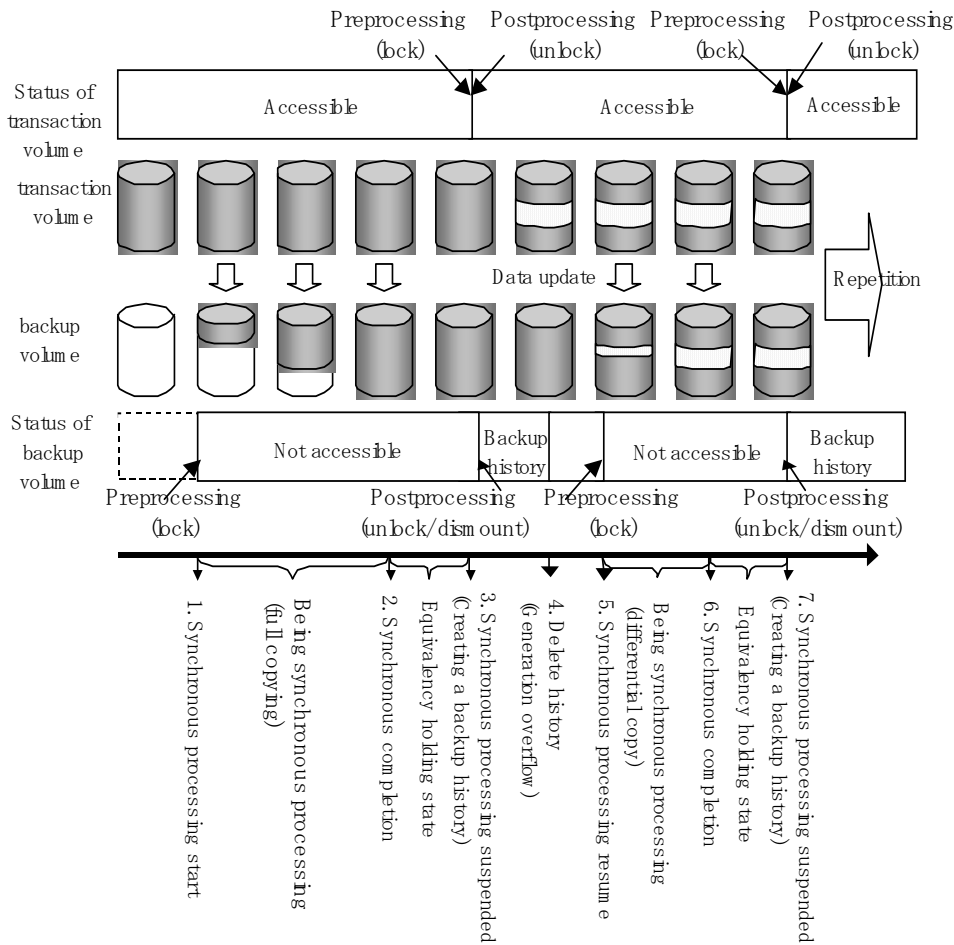 Preprocessing
(lock)
Postprocessing
(unlock)
Preprocessing
(lock)
Postprocessing
(unlock)
Status of
transaction
volume
Accessible
Accessible
Accessible
transaction
volume
Data update
Repetition
backup
volume
Status of
backup
volume
Not accessible
Backup
history
Not accessible
Backup
history
Preprocessing
(lock)
Postprocessing
(unlock/dismount)
Preprocessing
(lock)
Postprocessing
(unlock/dismount)
1. Synchronous processing start
Being synchronous processing
(full copying)
2. Synchronous completion
Equivalency holding state
3. Synchronous processing suspended
(Creating a backup history)
4. Delete history
(Generation overflow)
5. Synchronous processing resume
Being synchronous processing
(differential copy)
6. Synchronous completion
Equivalency holding state
7. Synchronous processing suspended
(Creating a backup history)